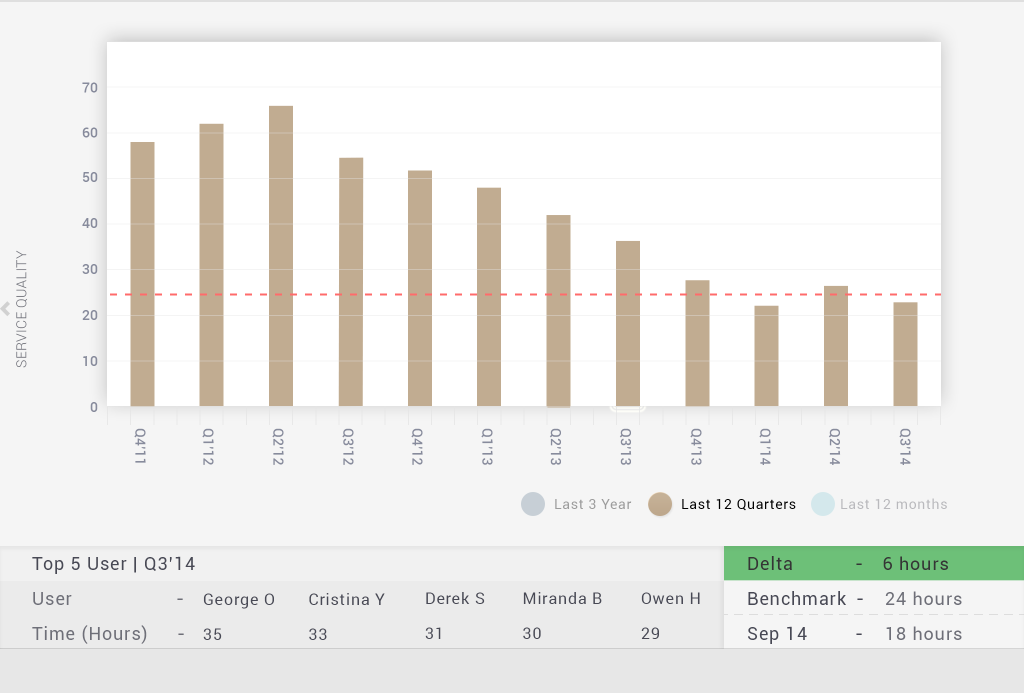 70
60
50
40
30
20
10
0
SERVICE QUALITY
Q4'11 Q1'12 Q2'12 Q3'12 Q4'12 Q1'13 Q2'13 Q3'13 Q4'13 Q1'14 Q2'14 Q3'14
Last 3 Year Last 12 Quarters Last 12 months
Top 5 User | Q3'14
User - George O Cristina Y Derek S Miranda B Owen H
Time (Hours) - 35 33 31 30 29
Delta - 6 hours
Benchmark - 24 hours
Sep 14 - 18 hours